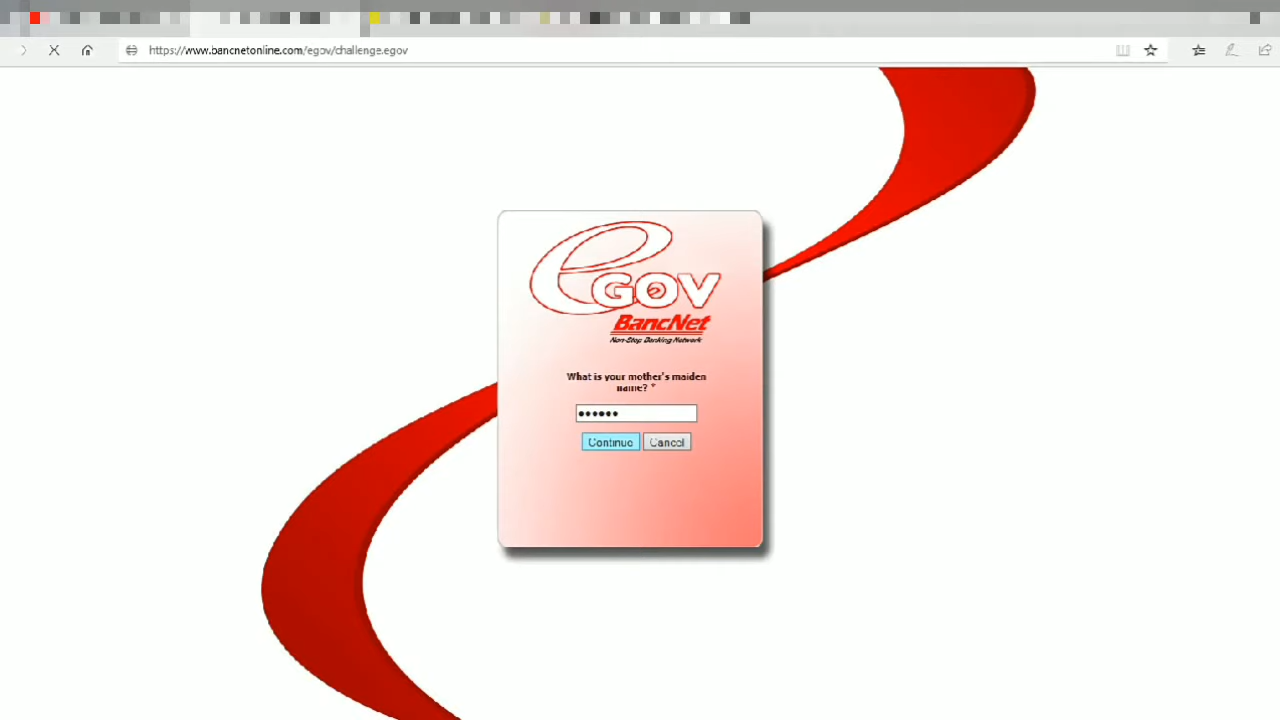 https://www.bancnetonline.com/egov/challenge.egov
e
GOV
BancNet
Non-Stop Banking Network
What is your mother's maiden
name? *
••••••
Continue Cancel